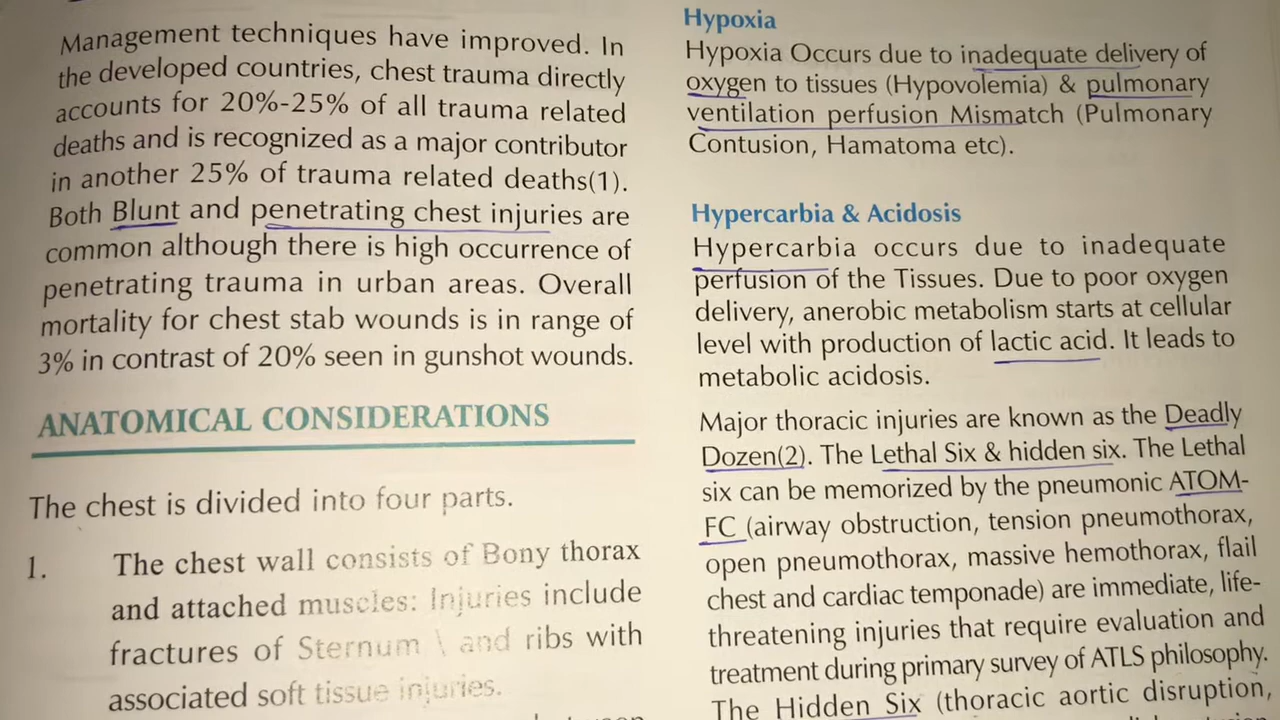 Management techniques have improved. In
the developed countries, chest trauma directly
accounts for 20%-25% of all trauma related
deaths and is recognized as a major contributor
in another 25% of trauma related deaths(1).
Both Blunt and penetrating chest injuries are
common although there is high occurrence of
penetrating trauma in urban areas. Overall
mortality for chest stab wounds is in range of
3% in contrast of 20% seen in gunshot wounds.
ANATOMICAL CONSIDERATIONS
The chest is divided into four parts.
1. The chest wall consists of Bony thorax
and attached muscles: Injuries include
fractures of Sternum \ and ribs with
associated soft tissue injuries.
Hypoxia
Hypoxia Occurs due to inadequate delivery of
oxygen to tissues (Hypovolemia) & pulmonary
ventilation perfusion Mismatch (Pulmonary
Contusion, Hamatoma etc).
Hypercarbia & Acidosis
Hypercarbia occurs due to inadequate
perfusion of the Tissues. Due to poor oxygen
delivery, anerobic metabolism starts at cellular
level with production of lactic acid. It leads to
metabolic acidosis.
Major thoracic injuries are known as the Deadly
Dozen(2). The Lethal Six & hidden six. The Lethal
six can be memorized by the pneumonic ATOM-
FC (airway obstruction, tension pneumothorax,
open pneumothorax, massive hemothorax, flail
chest and cardiac temponade) are immediate, life-
threatening injuries that require evaluation and
treatment during primary survey of ATLS philosophy.
The Hidden Six (thoracic aortic disruption,